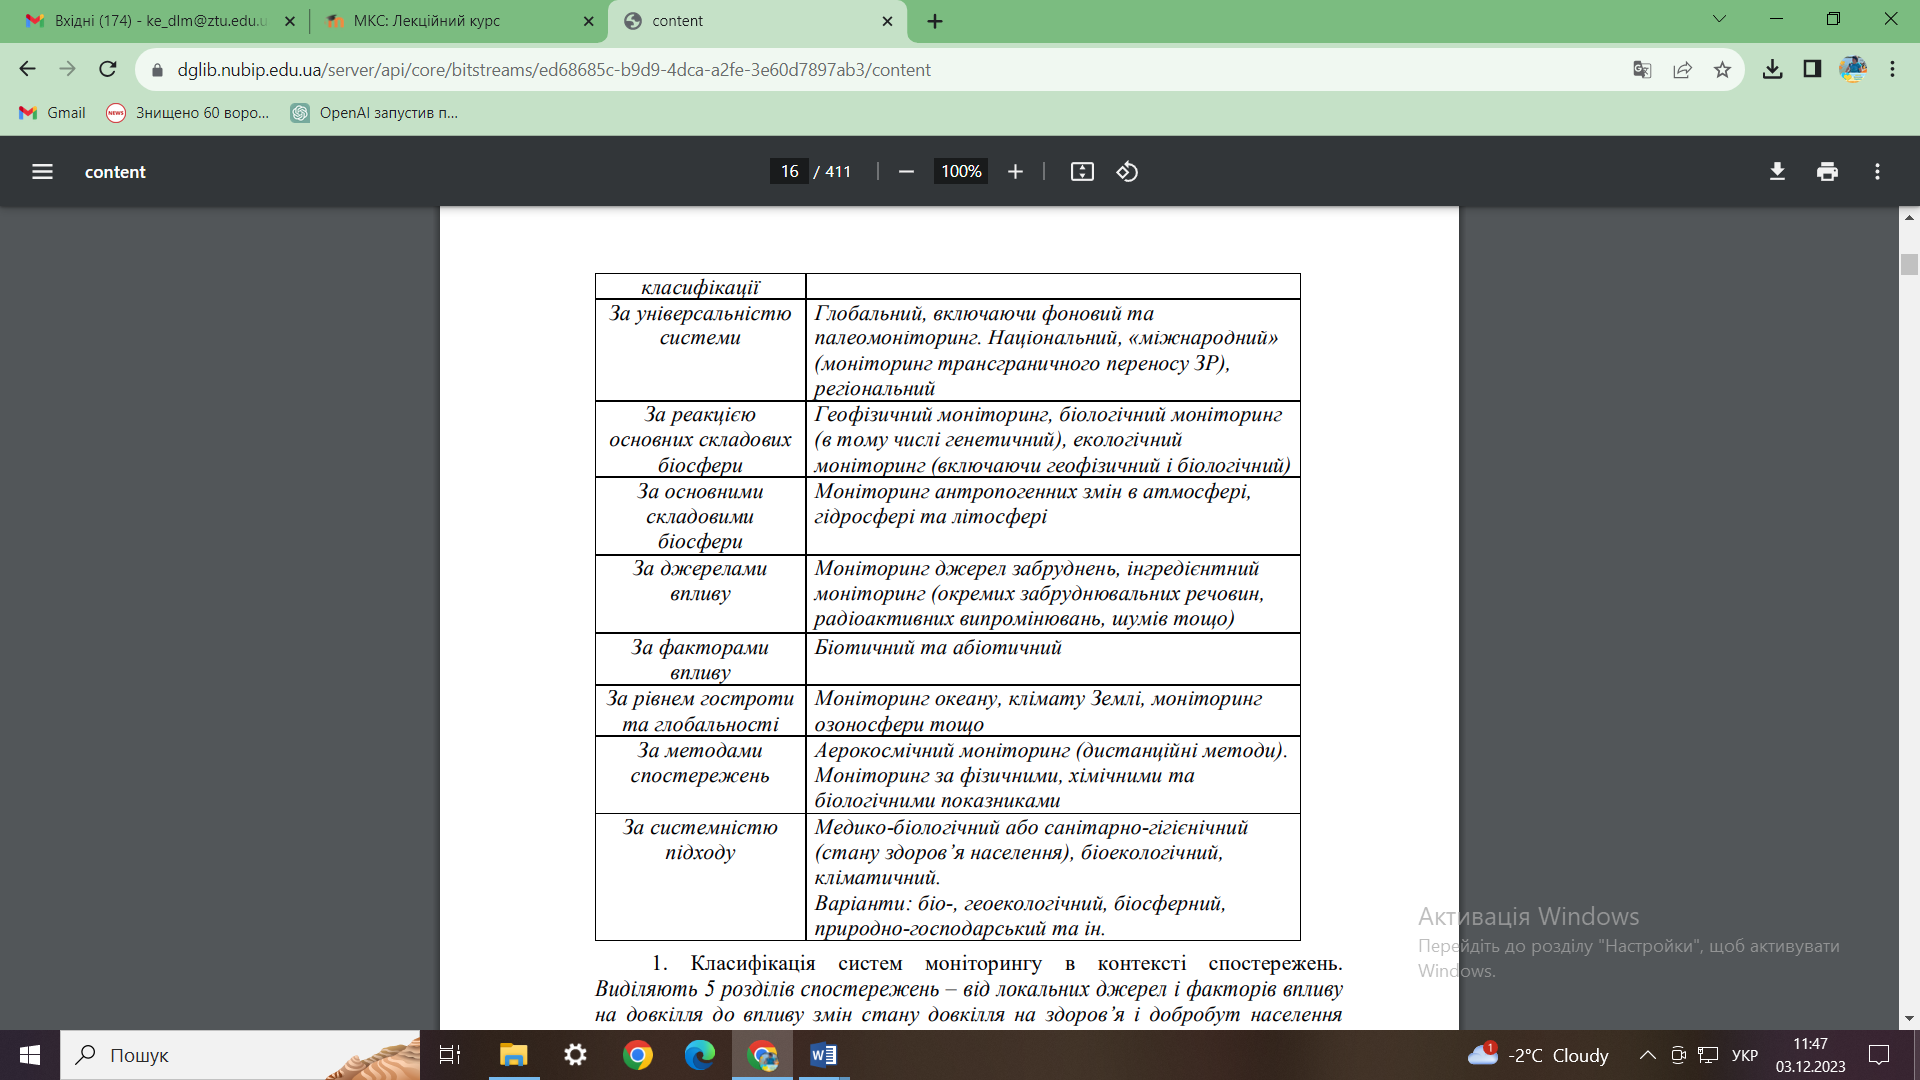 Вхідні (174) - ke_dlm@ztu.edu.u
МКС: Лекційний курс
content
dglib.nubip.edu.ua/server/api/core/bitstreams/ed68685c-b9d9-4dca-a2fe-3e60d7897ab3/content
Gmail
NEWS
Знищено 60 воро...
OpenAI запустив п...
content
16 / 411
100%
класифікації
За універсальністю
системи
Глобальний, включаючи фоновий та
палеомоніторинг. Національний, «міжнародний»
(моніторинг трансграничного переносу ЗР),
регіональний
За реакцією
основних складових
біосфери
Геофізичний моніторинг, біологічний моніторинг
(в тому числі генетичний), екологічний
моніторинг (включаючи геофізичний і біологічний)
За основними
складовими
біосфери
Моніторинг антропогенних змін в атмосфері,
гідросфері та літосфері
За джерелами
впливу
Моніторинг джерел забруднень, інгредієнтний
моніторинг (окремих забруднювальних речовин,
радіоактивних випромінювань, шумів тощо)
За факторами
впливу
Біотичний та абіотичний
За рівнем гостроти
та глобальності
Моніторинг океану, клімату Землі, моніторинг
озоносфери тощо
За методами
спостережень
Аерокосмічний моніторинг (дистанційні методи).
Моніторинг за фізичними, хімічними та
біологічними показниками
За системністю
підходу
Медико-біологічний або санітарно-гігієнічний
(стану здоров’я населення), біоекологічний,
кліматичний.
Варіанти: біо-, геоекологічний, біосферний,
природно-господарський та ін.
1. Класифікація систем моніторингу в контексті спостережень.
Виділяють 5 розділів спостережень – від локальних джерел і факторів впливу
на довкілля до впливу змін стану довкілля на здоров’я і добробут населення
Активація Windows
Перейдіть до розділу "Настройки", щоб активувати
Windows.
Пошук
1
-2°C Cloudy
УКР
11:47
03.12.2023